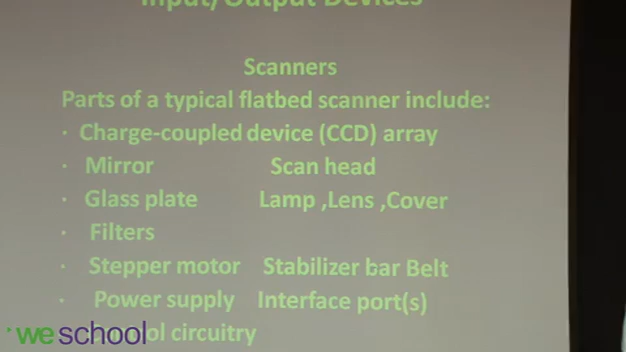 Input/Output Devices
Scanners
Parts of a typical flatbed scanner include:
· Charge-coupled device (CCD) array
· Mirror Scan head
· Glass plate Lamp ,Lens ,Cover
· Filters
· Stepper motor Stabilizer bar Belt
· Power supply Interface port(s)
circuitry
we school